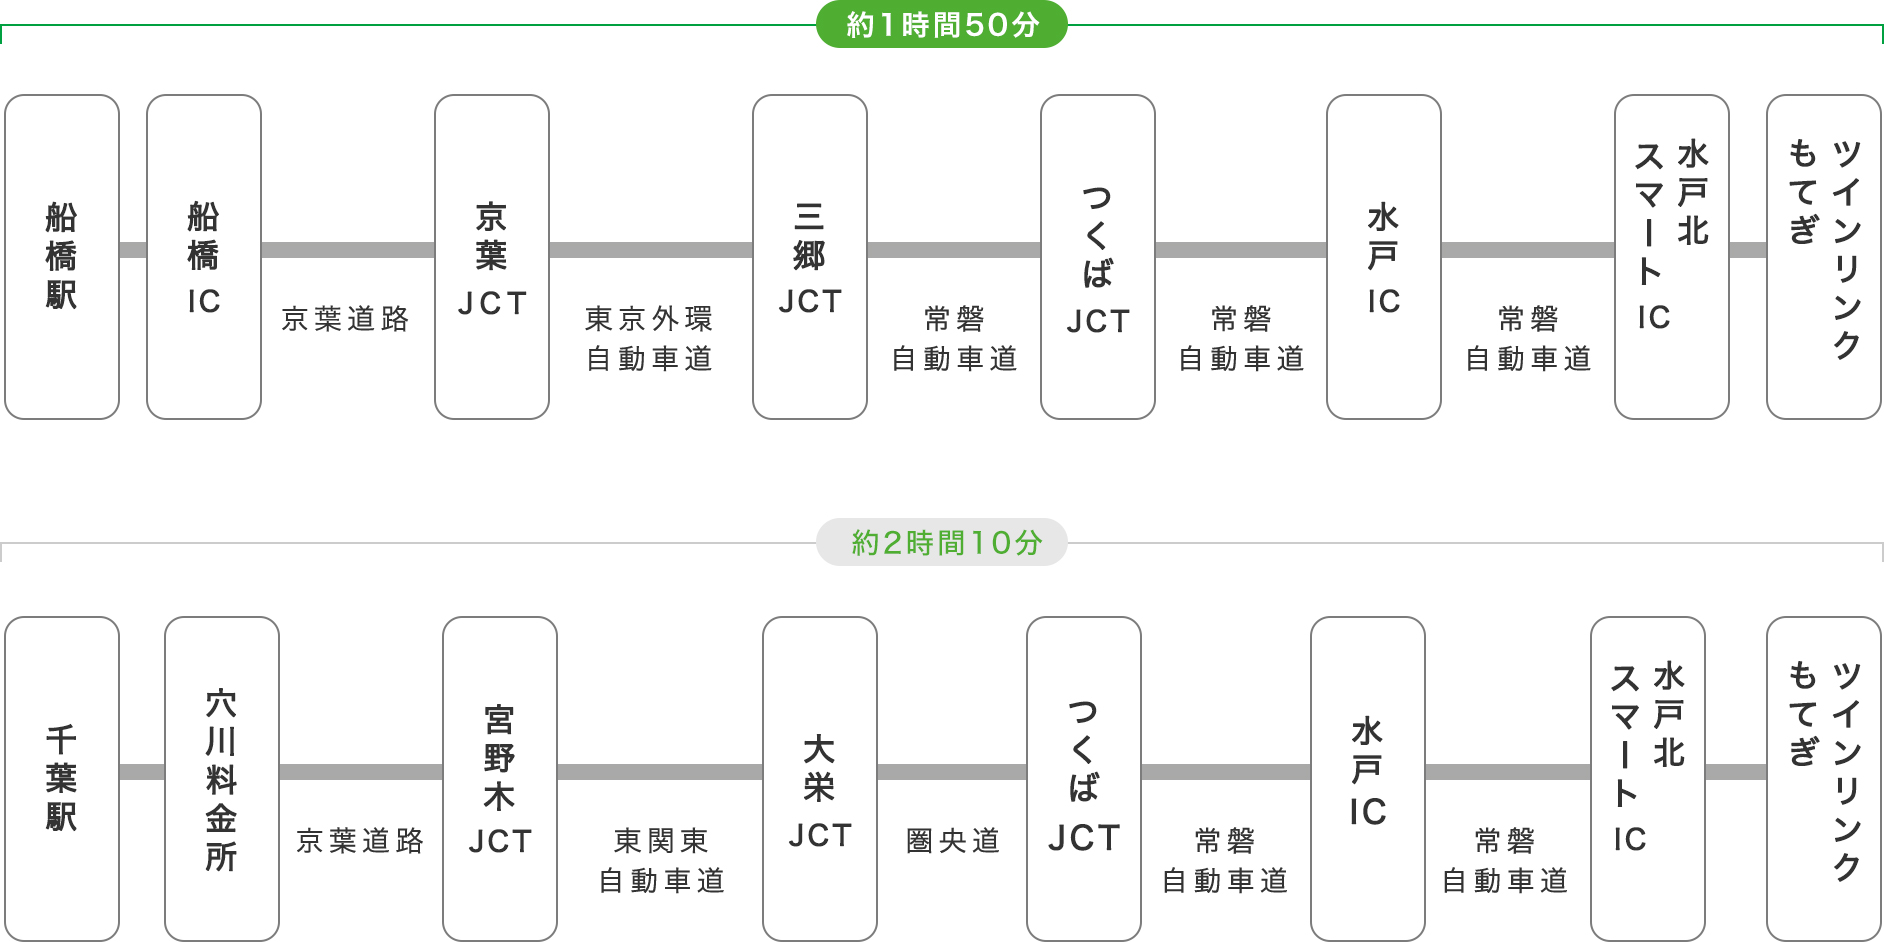 約1時間50分
船橋駅
船橋IC
京葉道路
京葉JCT
東京外環
自動車道
三郷JCT
常磐
自動車道
つくばJCT
常磐
自動車道
水戸IC
常磐
自動車道
水戸北
スマートIC
ツインリンク
もてぎ
約2時間10分
千葉駅
穴川料金所
京葉道路
宮野木JCT
東関東
自動車道
大栄JCT
圏央道
つくばJCT
常磐
自動車道
水戸IC
常磐
自動車道
水戸北
スマートIC
ツインリンク
もてぎ